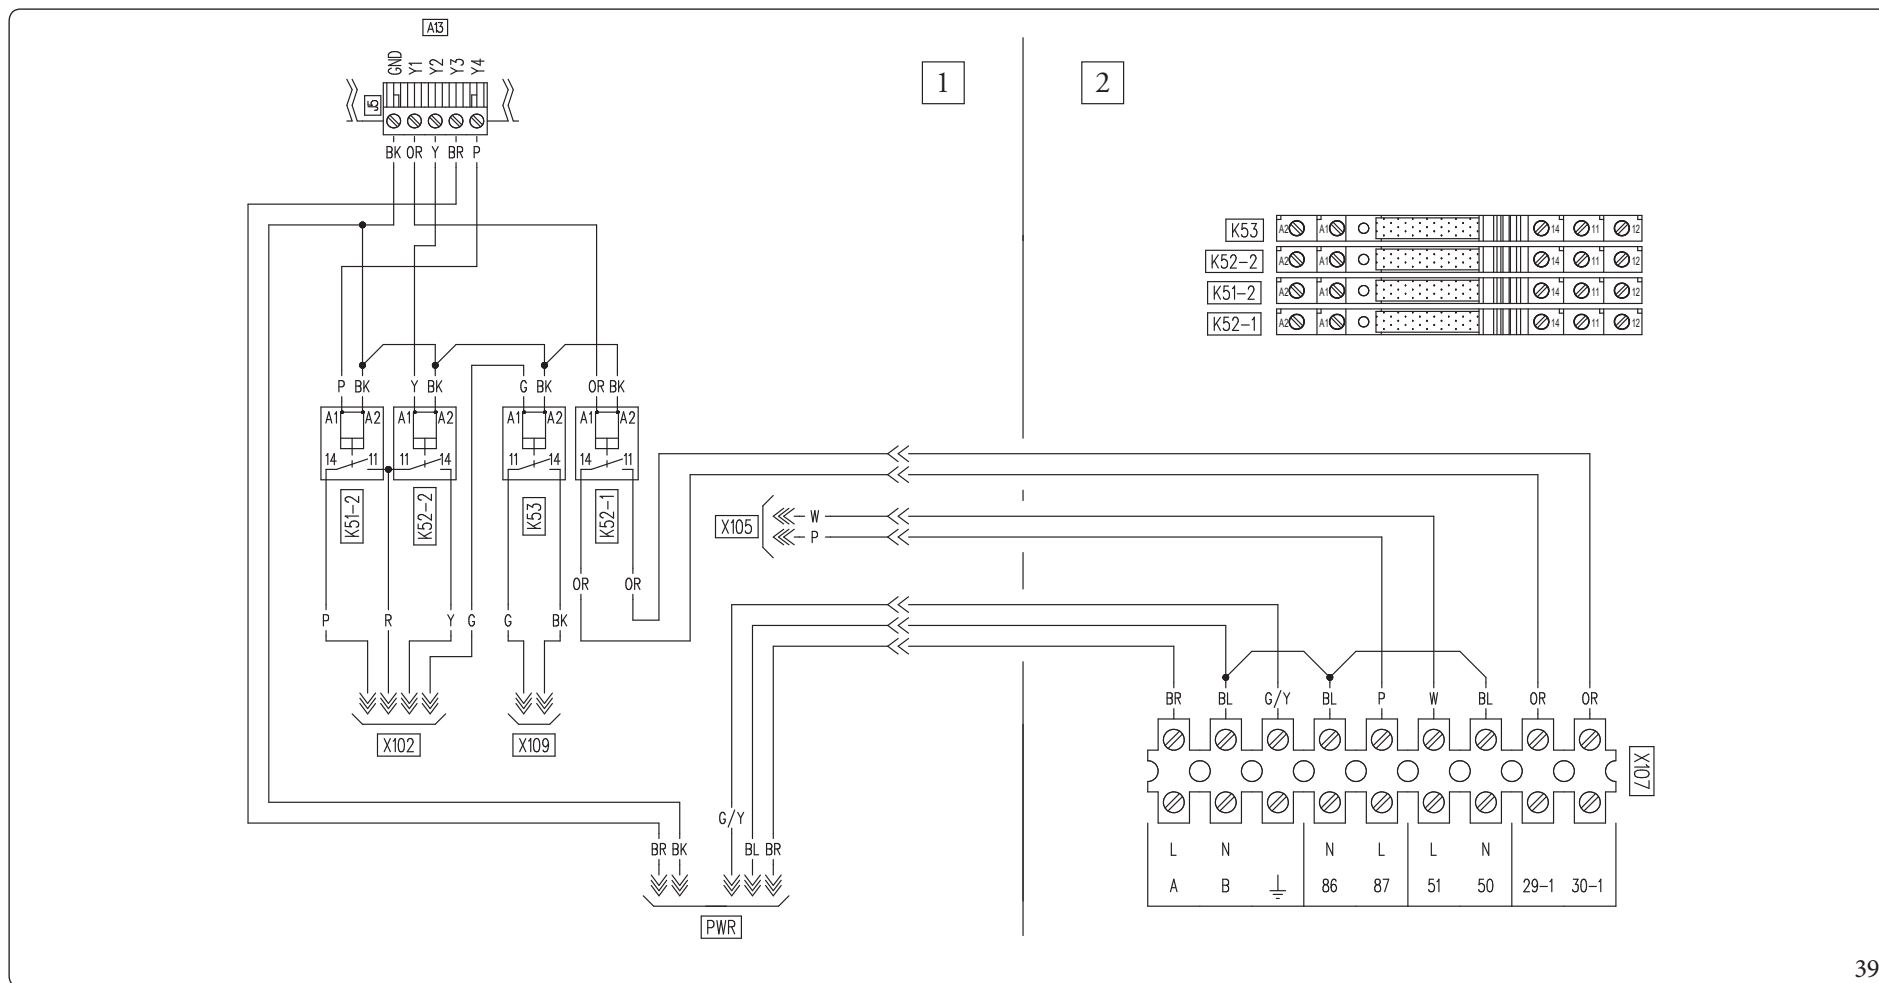 A13
GND Y1 Y2 Y3 Y4
J5
BK OR Y BR P
1
2
K53 A2 A1 14 11 12
K52-2 A2 A1 14 11 12
K51-2 A2 A1 14 11 12
K52-1 A2 A1 14 11 12
P BK Y BK G BK OR BK
A1 A2 A1 A2 A1 A2 A1 A2
14 11 11 14 11 14 14 11
K51-2 K52-2 K53 K52-1
X105
W
P
OR OR
P R Y G G BK
X102 X109
BR BL G/Y BL P W BL OR OR
X107
G/Y
BR BK BL BR
L N N L L N
A B 86 87 51 50 29-1 30-1
PWR
39